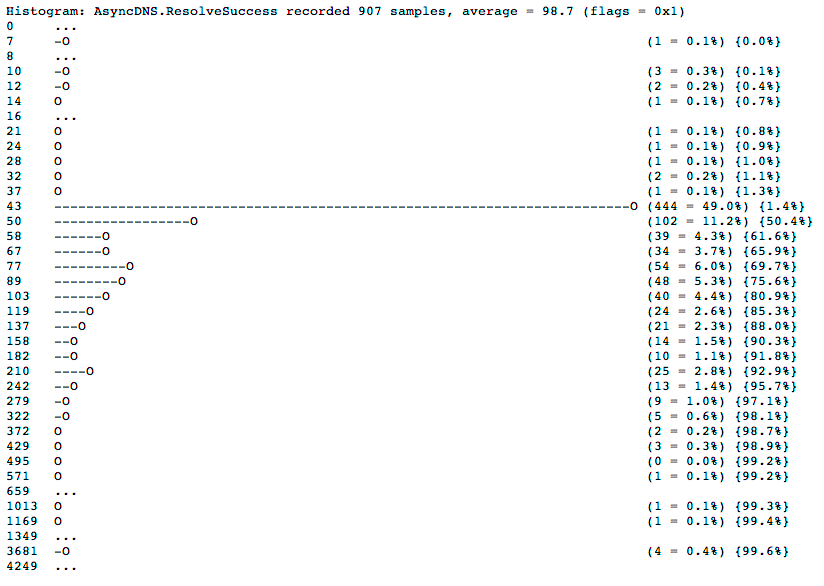 Histogram: AsyncDNS.ResolveSuccess recorded 907 samples, average = 98.7 (flags = 0x1)
0 ...
7 -O (1 = 0.1%) {0.0%}
8 ...
10 -O (3 = 0.3%) {0.1%}
12 -O (2 = 0.2%) {0.4%}
14 O (1 = 0.1%) {0.7%}
16 ...
21 O (1 = 0.1%) {0.8%}
24 O (1 = 0.1%) {0.9%}
28 O (1 = 0.1%) {1.0%}
32 O (2 = 0.2%) {1.1%}
37 O (1 = 0.1%) {1.3%}
43 ------------------------------------------------------------------------O (444 = 49.0%) {1.4%}
50 -----------------O (102 = 11.2%) {50.4%}
58 ------O (39 = 4.3%) {61.6%}
67 ------O (34 = 3.7%) {65.9%}
77 ---------O (54 = 6.0%) {69.7%}
89 --------O (48 = 5.3%) {75.6%}
103 ------O (40 = 4.4%) {80.9%}
119 ----O (24 = 2.6%) {85.3%}
137 ---O (21 = 2.3%) {88.0%}
158 --O (14 = 1.5%) {90.3%}
182 --O (10 = 1.1%) {91.8%}
210 ----O (25 = 2.8%) {92.9%}
242 --O (13 = 1.4%) {95.7%}
279 -O (9 = 1.0%) {97.1%}
322 -O (5 = 0.6%) {98.1%}
372 O (2 = 0.2%) {98.7%}
429 O (3 = 0.3%) {98.9%}
495 O (0 = 0.0%) {99.2%}
571 O (1 = 0.1%) {99.2%}
659 ...
1013 O (1 = 0.1%) {99.3%}
1169 O (1 = 0.1%) {99.4%}
1349 ...
3681 -O (4 = 0.4%) {99.6%}
4249 ...